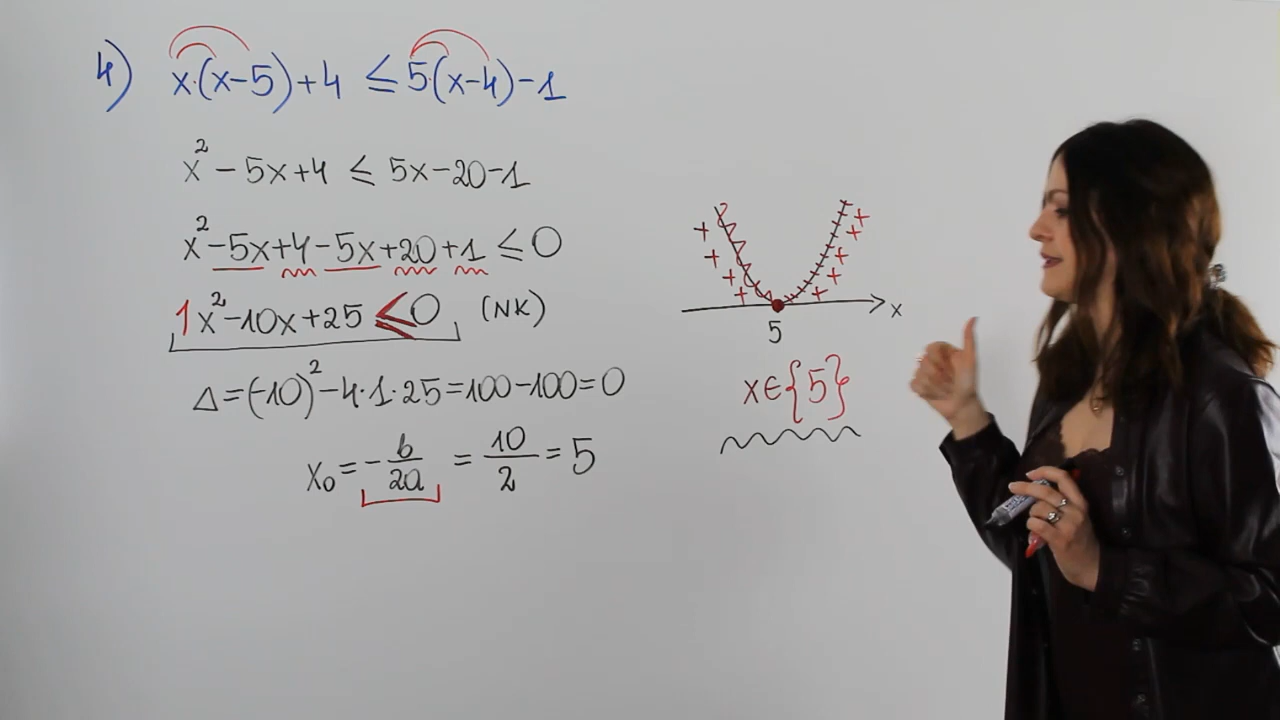 4) x·(x-5)+4 ≤ 5·(x-4)-1
x² - 5x+4 ≤ 5x-20-1
x²-5x+4-5x+20+1 ≤ 0
1x²-10x+25 ≤ 0 (NK)
Δ=(-10)²-4·1·25=100-100=0
x₀=-b/2a = 10/2 = 5
+ + + + + + + + +
x
5
x∈{5}